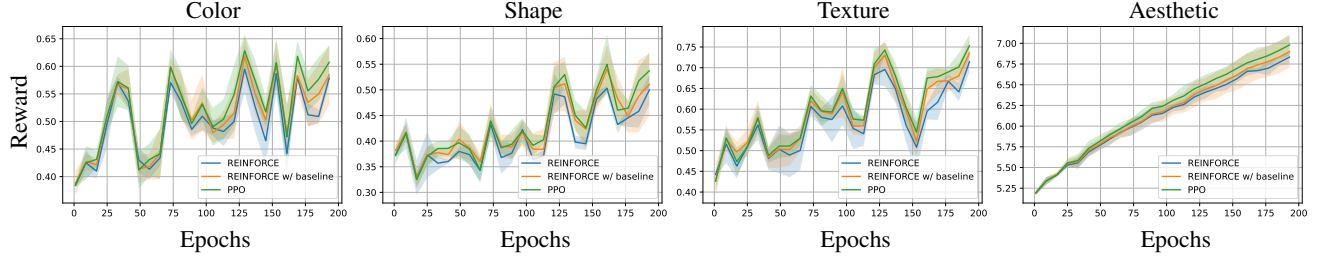 Color
Shape
Texture
Aesthetic
Reward
0.65
0.60
0.55
0.50
0.45
0.40
REINFORCE
REINFORCE w/ baseline
PPO
0 25 50 75 100 125 150 175 200
Epochs
0.60
0.55
0.50
0.45
0.40
0.35
0.30
REINFORCE
REINFORCE w/ baseline
PPO
0 25 50 75 100 125 150 175 200
Epochs
0.75
0.70
0.65
0.60
0.55
0.50
0.45
0.40
REINFORCE
REINFORCE w/ baseline
PPO
0 25 50 75 100 125 150 175 200
Epochs
7.00
6.75
6.50
6.25
6.00
5.75
5.50
5.25
REINFORCE
REINFORCE w/ baseline
PPO
0 25 50 75 100 125 150 175 200
Epochs